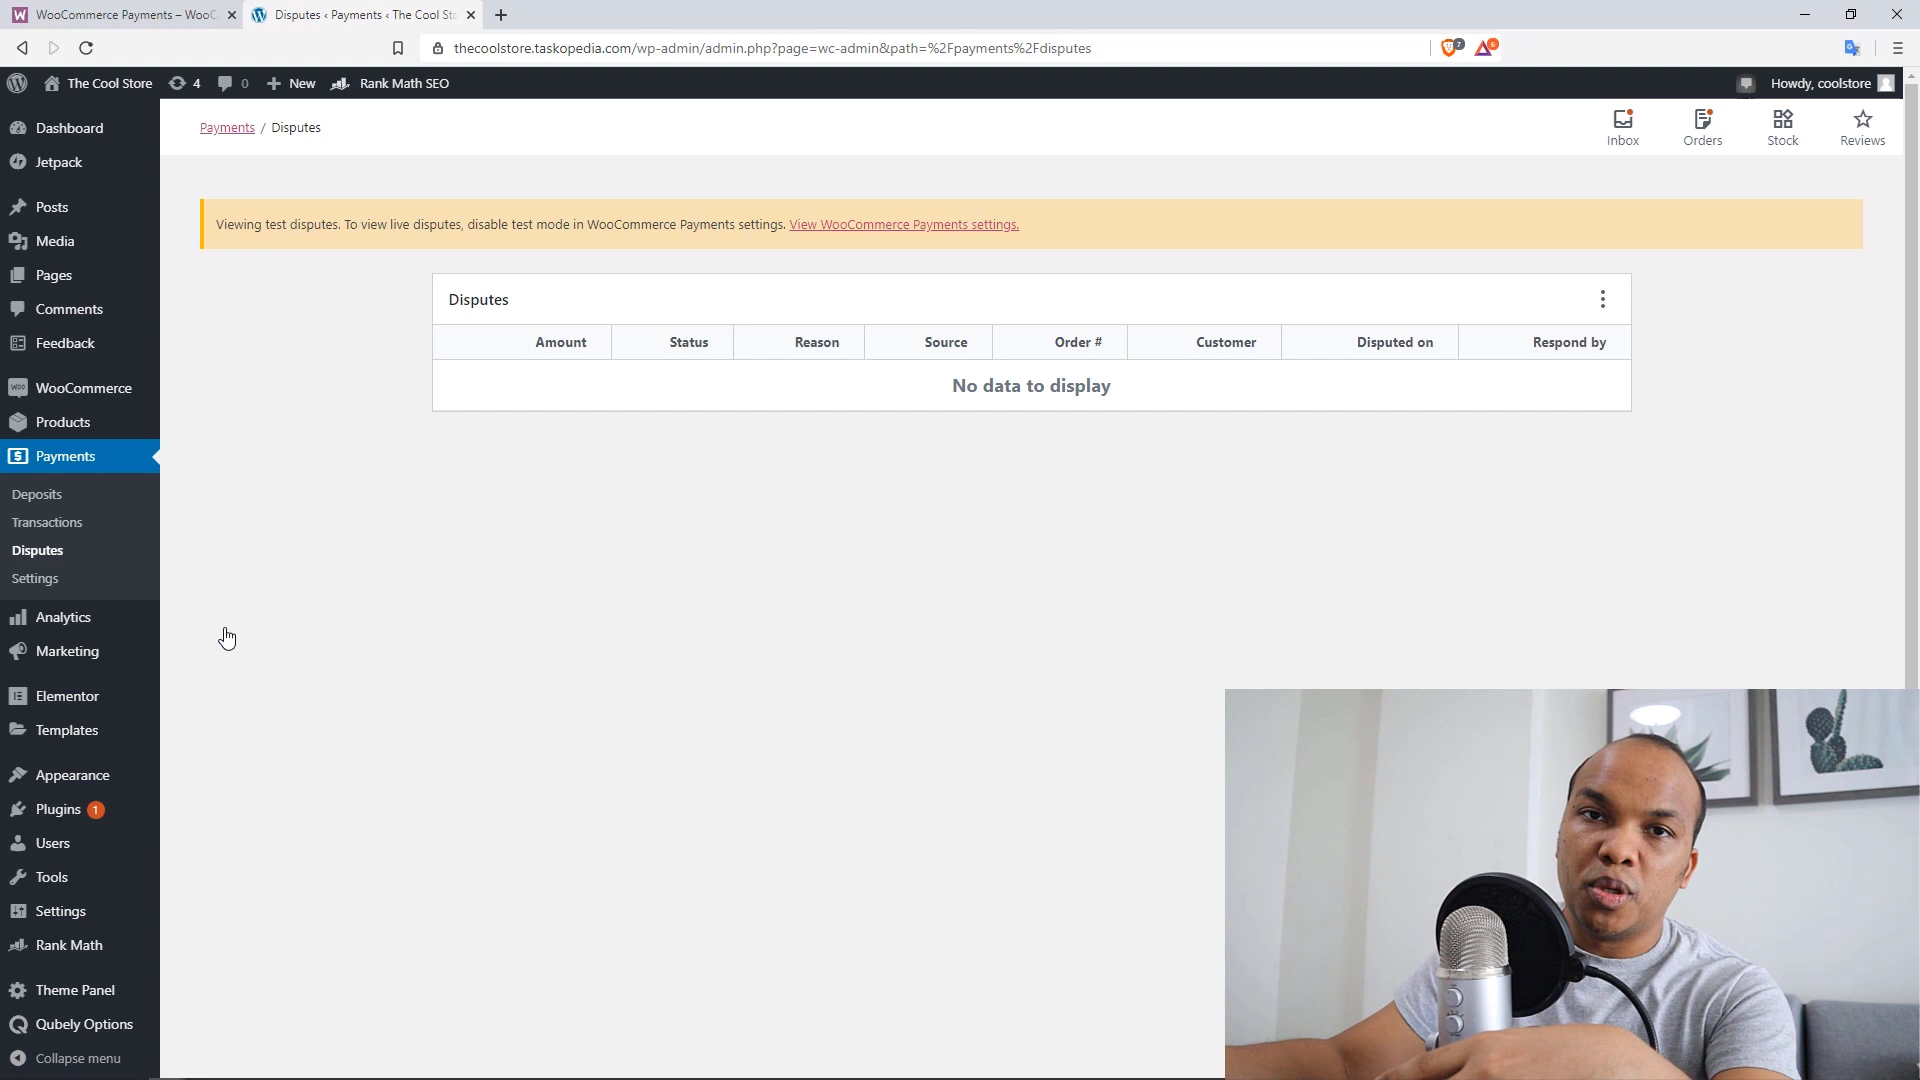 WooCommerce Payments – WooC
Disputes ‹ Payments ‹ The Cool Sto
thecoolstore.taskopedia.com/wp-admin/admin.php?page=wc-admin&path=%2Fpayments%2Fdisputes
7
6
The Cool Store
4
0
New
Rank Math SEO
Howdy, coolstore
Dashboard
Jetpack
Posts
Media
Pages
Comments
Feedback
WooCommerce
Products
Payments
Deposits
Transactions
Disputes
Settings
Analytics
Marketing
Elementor
Templates
Appearance
Plugins 1
Users
Tools
Settings
Rank Math
Theme Panel
Qubely Options
Collapse menu
Payments / Disputes
Inbox
Orders
Stock
Reviews
Viewing test disputes. To view live disputes, disable test mode in WooCommerce Payments settings. View WooCommerce Payments settings.
Disputes
Amount Status Reason Source Order # Customer Disputed on Respond by
No data to display